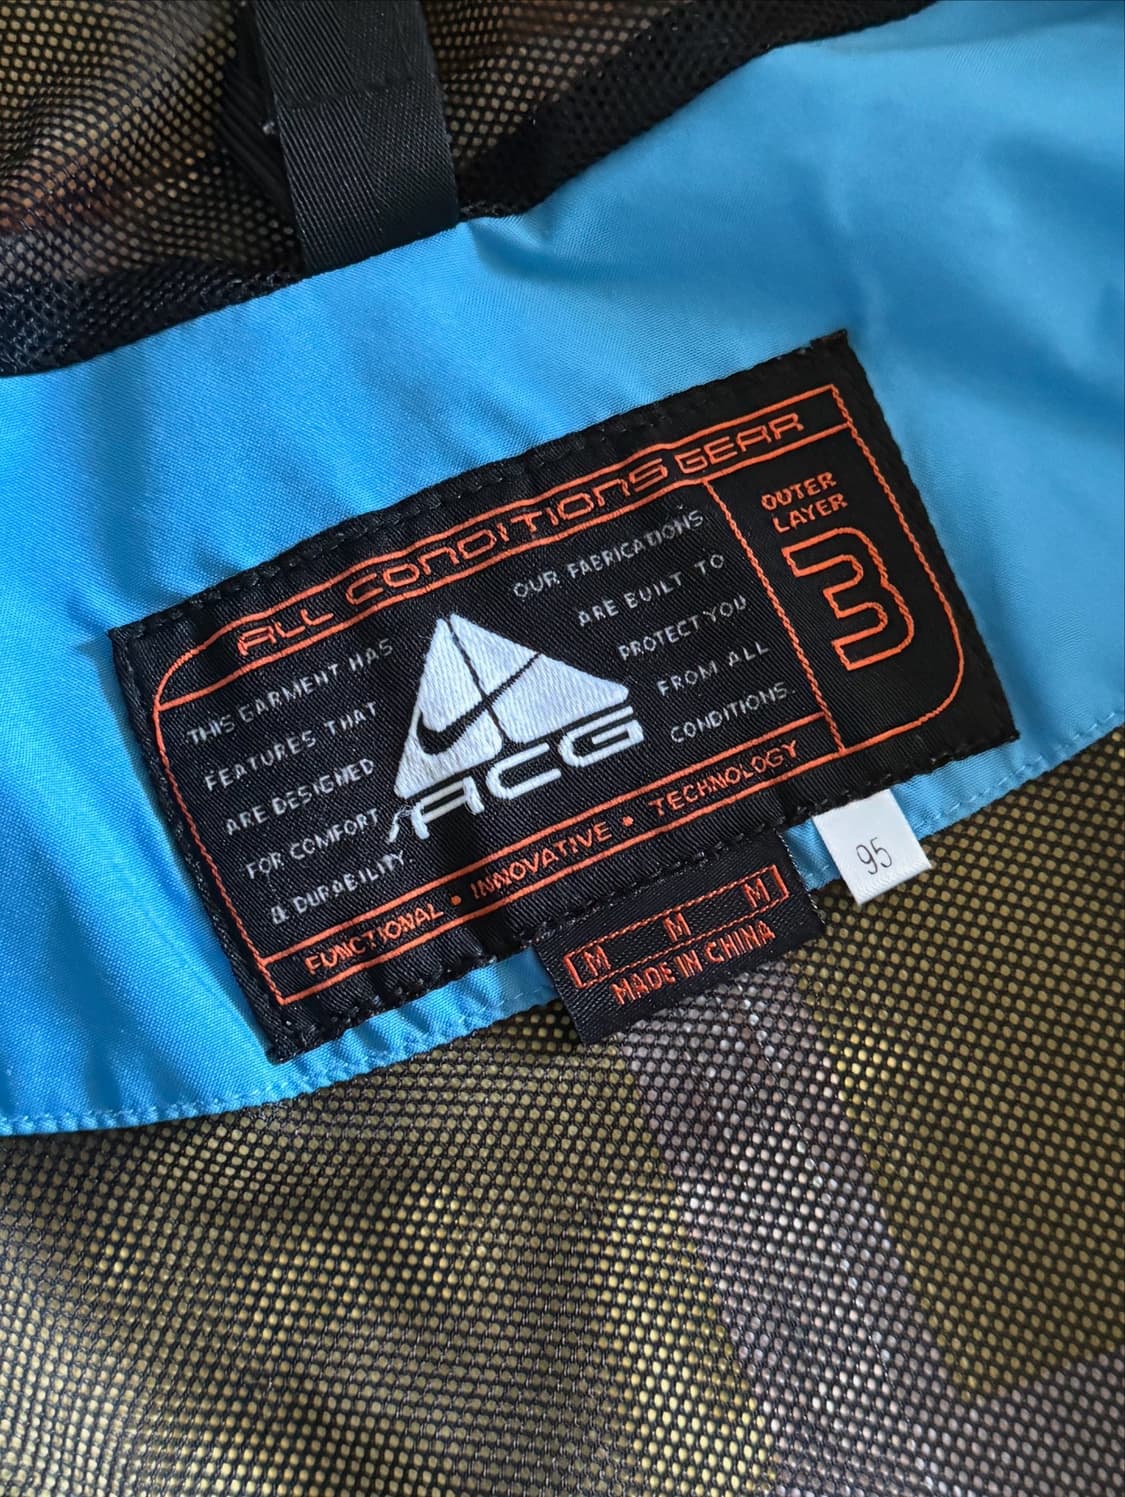 ALL CONDITIONS GEAR
THIS GARMENT HAS
FEATURES THAT
ARE DESIGNED
FOR COMFORT
& DURABILITY.
ACG
OUR FABRICATIONS
ARE BUILT TO
PROTECT YOU
FROM ALL
CONDITIONS.
OUTER
LAYER
3
FUNCTIONAL • INNOVATIVE • TECHNOLOGY
M M M
MADE IN CHINA
95